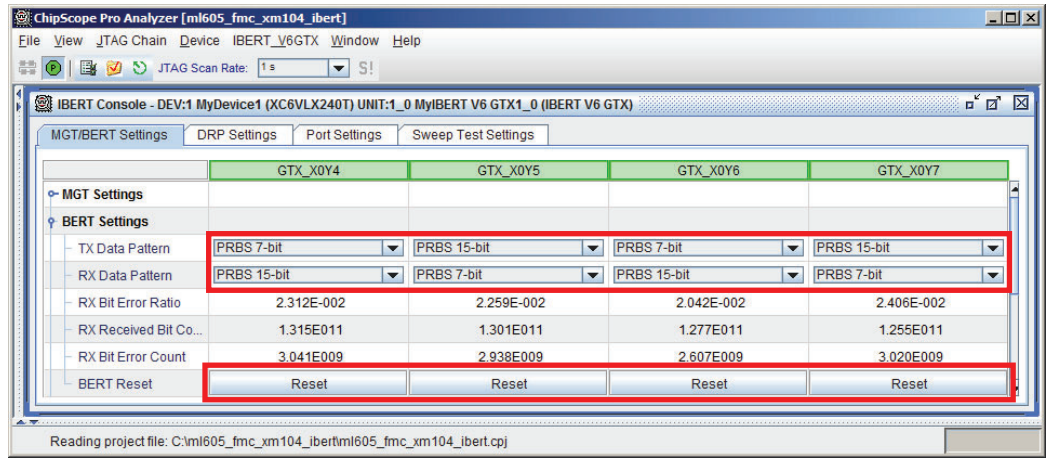 ChipScope Pro Analyzer [ml605_fmc_xm104_ibert]
File View JTAG Chain Device IBERT_V6GTX Window Help
JTAG Scan Rate: 1 s S!
IBERT Console - DEV:1 MyDevice1 (XC6VLX240T) UNIT:1_0 MyIBERT V6 GTX1_0 (IBERT V6 GTX)
MGT/BERT Settings DRP Settings Port Settings Sweep Test Settings
GTX_X0Y4 GTX_X0Y5 GTX_X0Y6 GTX_X0Y7
MGT Settings
BERT Settings
TX Data Pattern PRBS 7-bit PRBS 15-bit PRBS 7-bit PRBS 15-bit
RX Data Pattern PRBS 15-bit PRBS 7-bit PRBS 15-bit PRBS 7-bit
RX Bit Error Ratio 2.312E-002 2.259E-002 2.042E-002 2.406E-002
RX Received Bit Co... 1.315E011 1.301E011 1.277E011 1.255E011
RX Bit Error Count 3.041E009 2.938E009 2.607E009 3.020E009
BERT Reset Reset Reset Reset Reset
Reading project file: C:\ml605_fmc_xm104_ibert\ml605_fmc_xm104_ibert.cpj